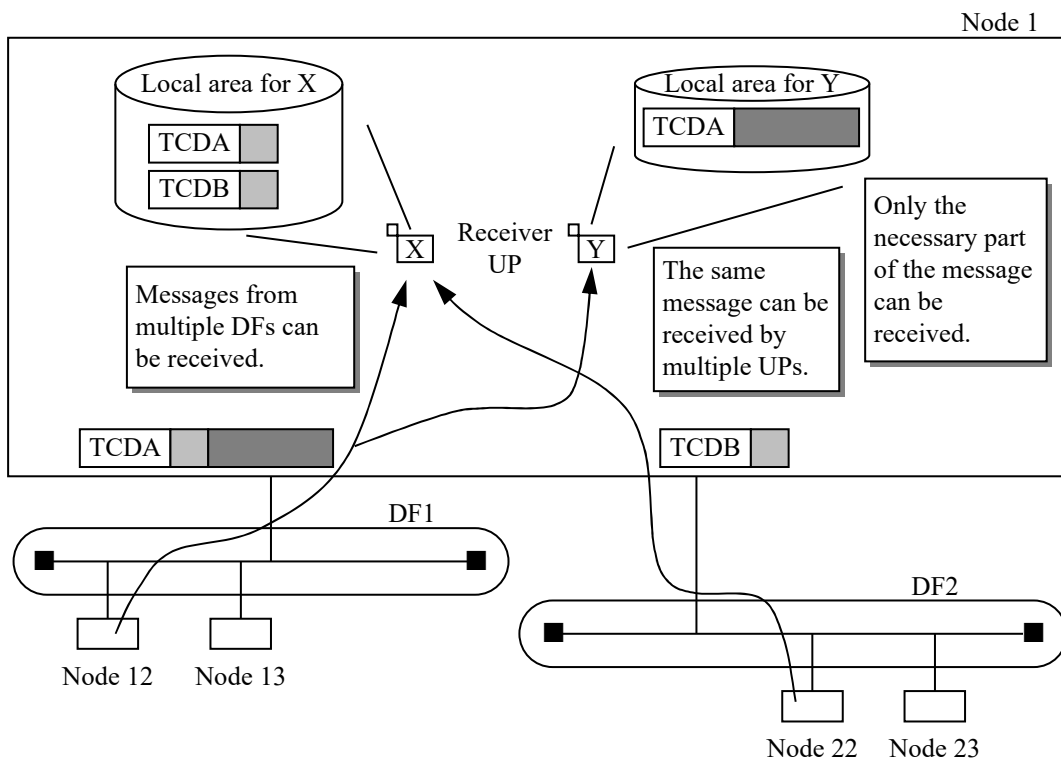 Node 1
Local area for X
TCDA
TCDB
Local area for Y
TCDA
X
Receiver
UP
Y
Messages from
multiple DFs can
be received.
The same
message can be
received by
multiple UPs.
Only the
necessary part
of the message
can be
received.
TCDA
TCDB
DF1
Node 12
Node 13
DF2
Node 22
Node 23